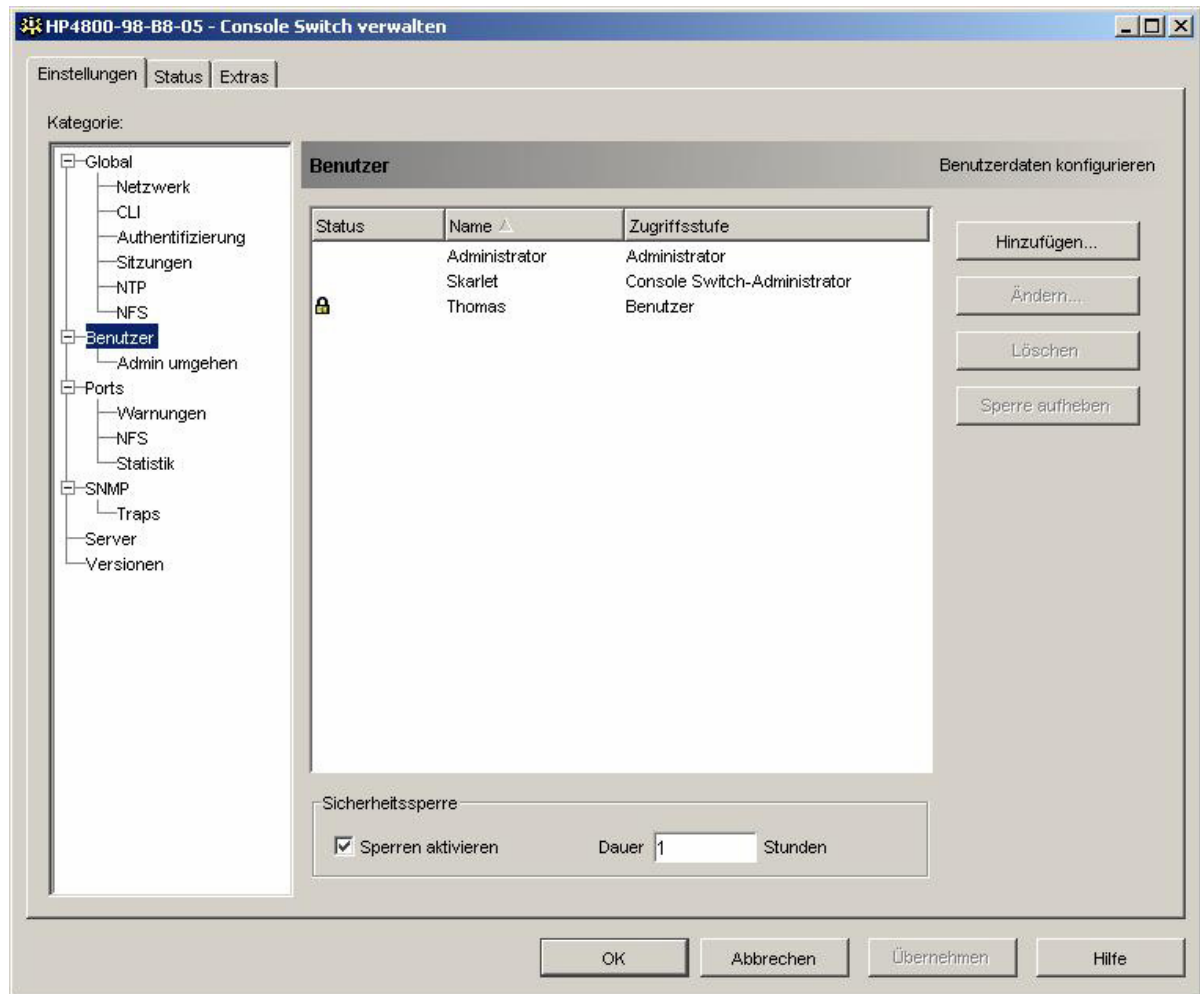 HP4800-98-B8-05 - Console Switch verwalten
Einstellungen Status Extras
Kategorie:
Global
Netzwerk
CLI
Authentifizierung
Sitzungen
NTP
NFS
Benutzer
Admin umgehen
Ports
Warnungen
NFS
Statistik
SNMP
Traps
Server
Versionen
Benutzer Benutzerdaten konfigurieren
Status Name Zugriffsstufe
Administrator Administrator
Skarlet Console Switch-Administrator
Thomas Benutzer
Hinzufügen...
Ändern...
Löschen
Sperre aufheben
Sicherheitssperre
Sperren aktivieren Dauer 1 Stunden
OK Abbrechen Übernehmen Hilfe